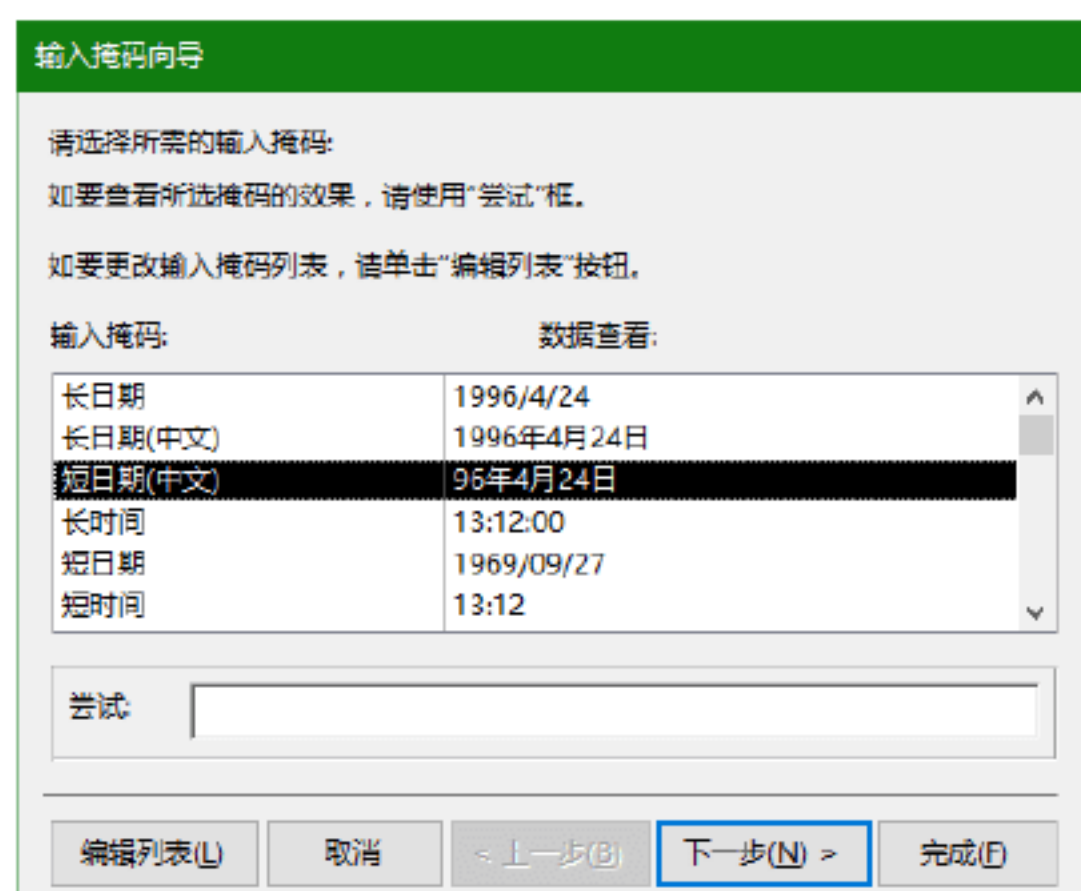 输入掩码向导
请选择所需的输入掩码:
如要查看所选掩码的效果，请使用“尝试”框。
如要更改输入掩码列表，请单击“编辑列表”按钮。
输入掩码: 数据查看:
长日期 1996/4/24
长日期(中文) 1996年4月24日
短日期(中文) 96年4月24日
长时间 13:12:00
短日期 1969/09/27
短时间 13:12
尝试:
编辑列表(L) 取消 < 上一步(B) 下一步(N) > 完成(F)